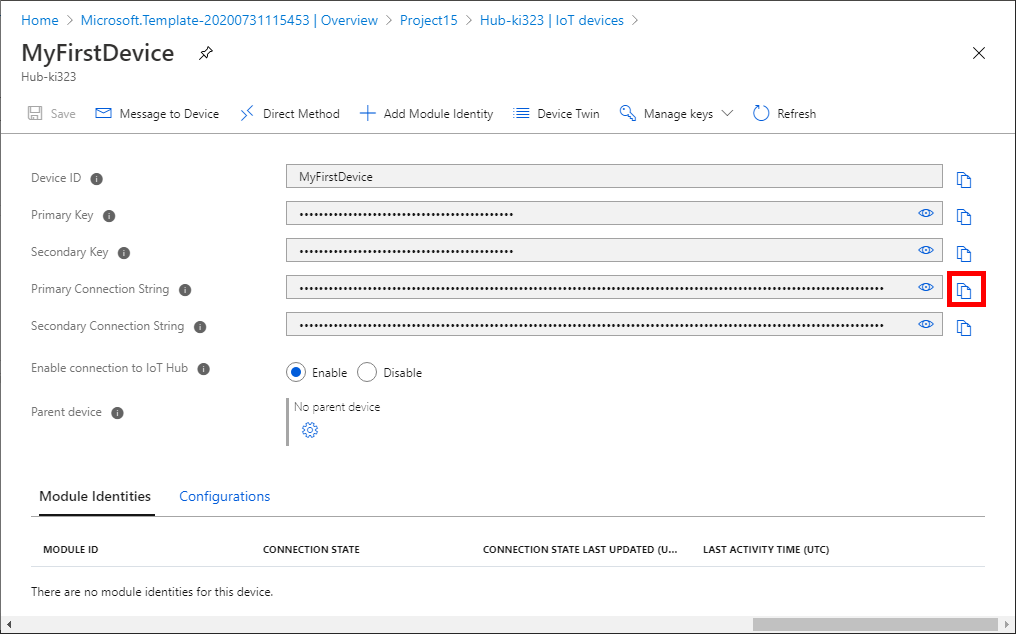 Home > Microsoft.Template-20200731115453 | Overview > Project15 > Hub-ki323 | IoT devices >
MyFirstDevice
Hub-ki323
Save Message to Device Direct Method Add Module Identity Device Twin Manage keys Refresh
Device ID MyFirstDevice
Primary Key
Secondary Key
Primary Connection String
Secondary Connection String
Enable connection to IoT Hub Enable Disable
Parent device No parent device
Module Identities Configurations
MODULE ID CONNECTION STATE CONNECTION STATE LAST UPDATED (U... LAST ACTIVITY TIME (UTC)
There are no module identities for this device.